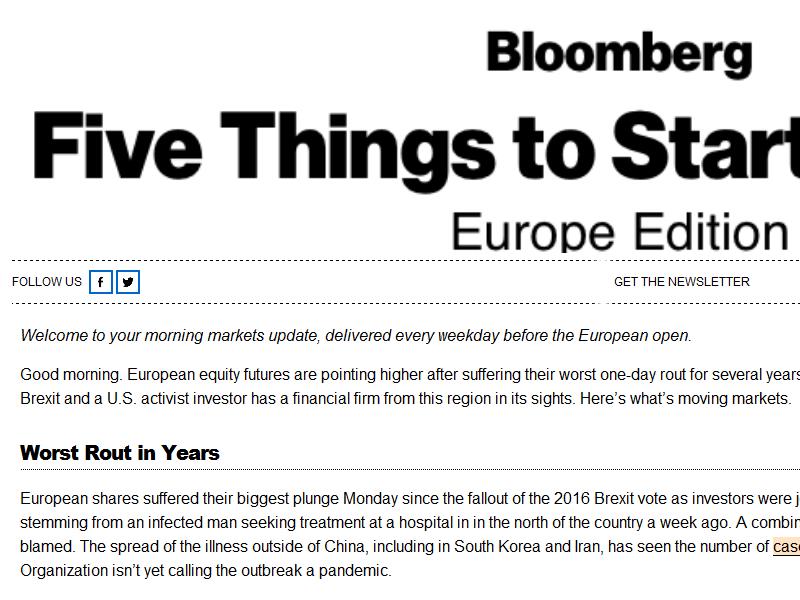 Bloomberg
Five Things to Start
Europe Edition
FOLLOW US GET THE NEWSLETTER
Welcome to your morning markets update, delivered every weekday before the European open.
Good morning. European equity futures are pointing higher after suffering their worst one-day rout for several years
Brexit and a U.S. activist investor has a financial firm from this region in its sights. Here’s what’s moving markets.
Worst Rout in Years
European shares suffered their biggest plunge Monday since the fallout of the 2016 Brexit vote as investors were
stemming from an infected man seeking treatment at a hospital in in the north of the country a week ago. A
blamed. The spread of the illness outside of China, including in South Korea and Iran, has seen the number of
Organization isn’t yet calling the outbreak a pandemic.